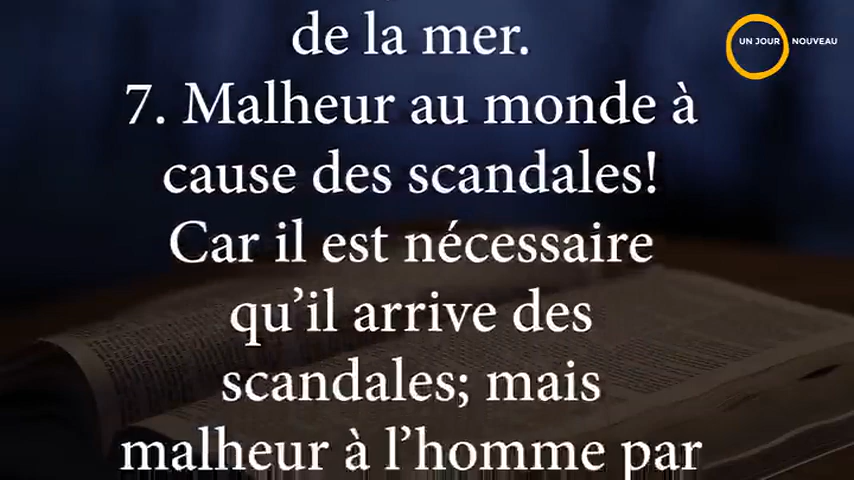 de la mer.
UN JOUR NOUVEAU
7. Malheur au monde à
cause des scandales!
Car il est nécessaire
qu’il arrive des
scandales; mais
malheur à l’homme par